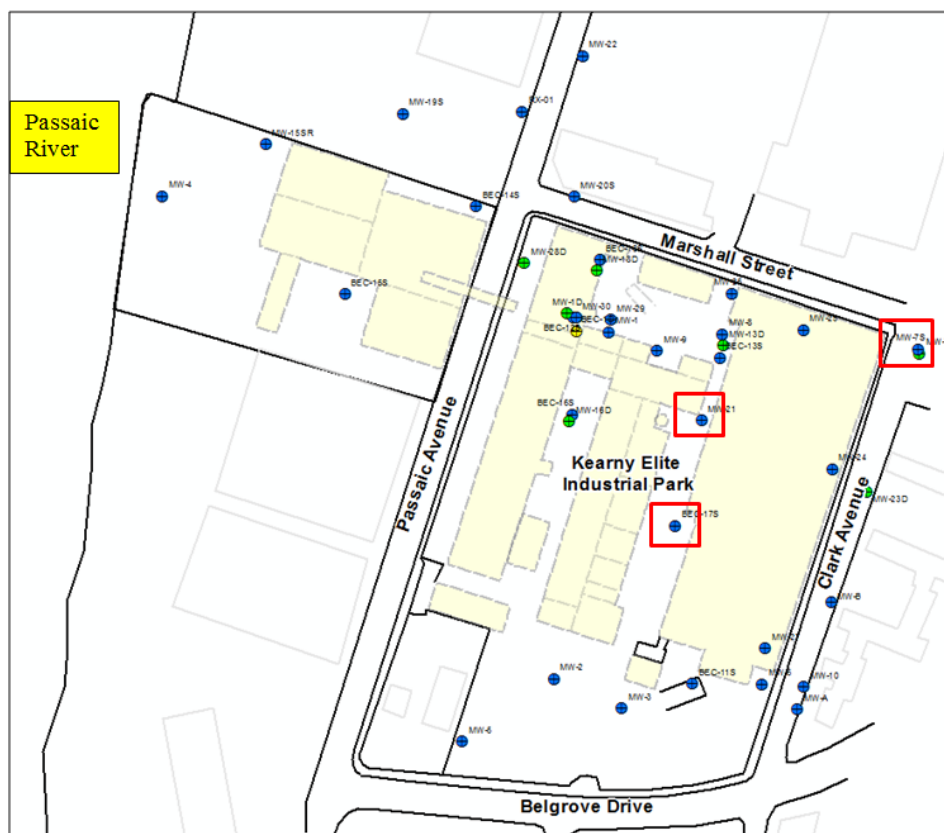 MW-22
MW-19S
RX-01
Passaic
River
MW-15SR
MW-4
MW-20S
BEC-14S
Marshall Street
MW-28D
MW-18D
BEC-16S
MW-1D
MW-30
MW-29
MW-1
MW-8
MW-13D
BEC-13S
MW-9
MW-7S
BEC-15S
MW-16D
MW-21
Passaic Avenue
Kearny Elite
Industrial Park
MW-24
MW-23D
BEC-17S
Clark Avenue
MW-B
MW-2
BEC-11S
MW-10
MW-A
MW-3
MW-5
Belgrove Drive